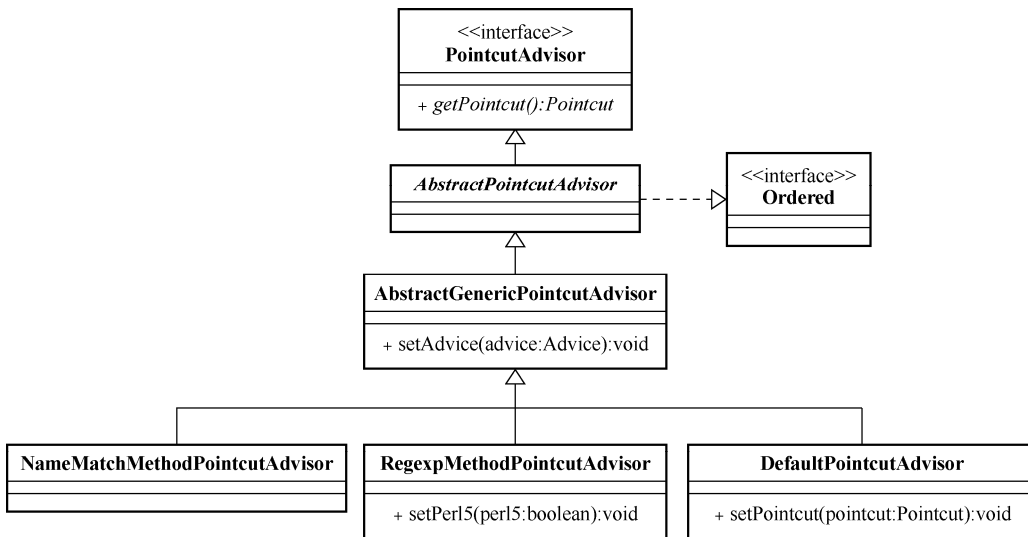 <<interface>>
PointcutAdvisor
+ getPointcut():Pointcut
AbstractPointcutAdvisor
<<interface>>
Ordered
AbstractGenericPointcutAdvisor
+ setAdvice(advice:Advice):void
NameMatchMethodPointcutAdvisor
RegexpMethodPointcutAdvisor
+ setPerl5(perl5:boolean):void
DefaultPointcutAdvisor
+ setPointcut(pointcut:Pointcut):void